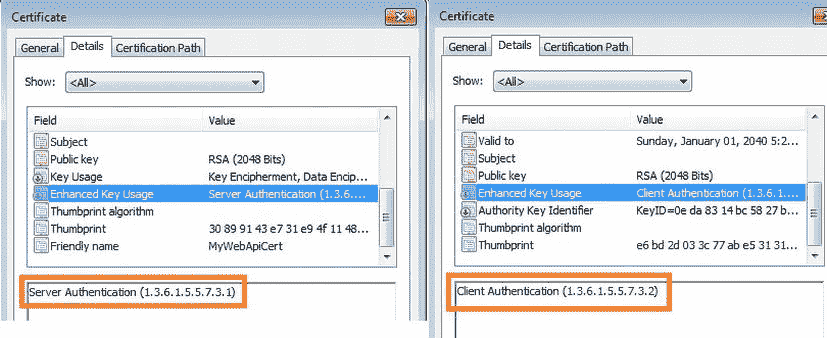 Certificate
General Details Certification Path
Show: <All>
Field Value
Subject
Public key RSA (2048 Bits)
Key Usage Key Encipherment, Data Encip...
Enhanced Key Usage Server Authentication (1.3.6....
Thumbprint algorithm
Thumbprint 30 89 91 43 e7 31 e9 4f 11 48...
Friendly name MyWebApiCert
Server Authentication (1.3.6.1.5.5.7.3.1)
Certificate
General Details Certification Path
Show: <All>
Field Value
Valid to Sunday, January 01, 2040 5:2...
Subject
Public key RSA (2048 Bits)
Enhanced Key Usage Client Authentication (1.3.6.1....
Authority Key Identifier KeyID=0e da 83 14 bc 58 27 b...
Thumbprint algorithm
Thumbprint e6 bd 2d 03 3c 77 ab e5 31 31...
Client Authentication (1.3.6.1.5.5.7.3.2)